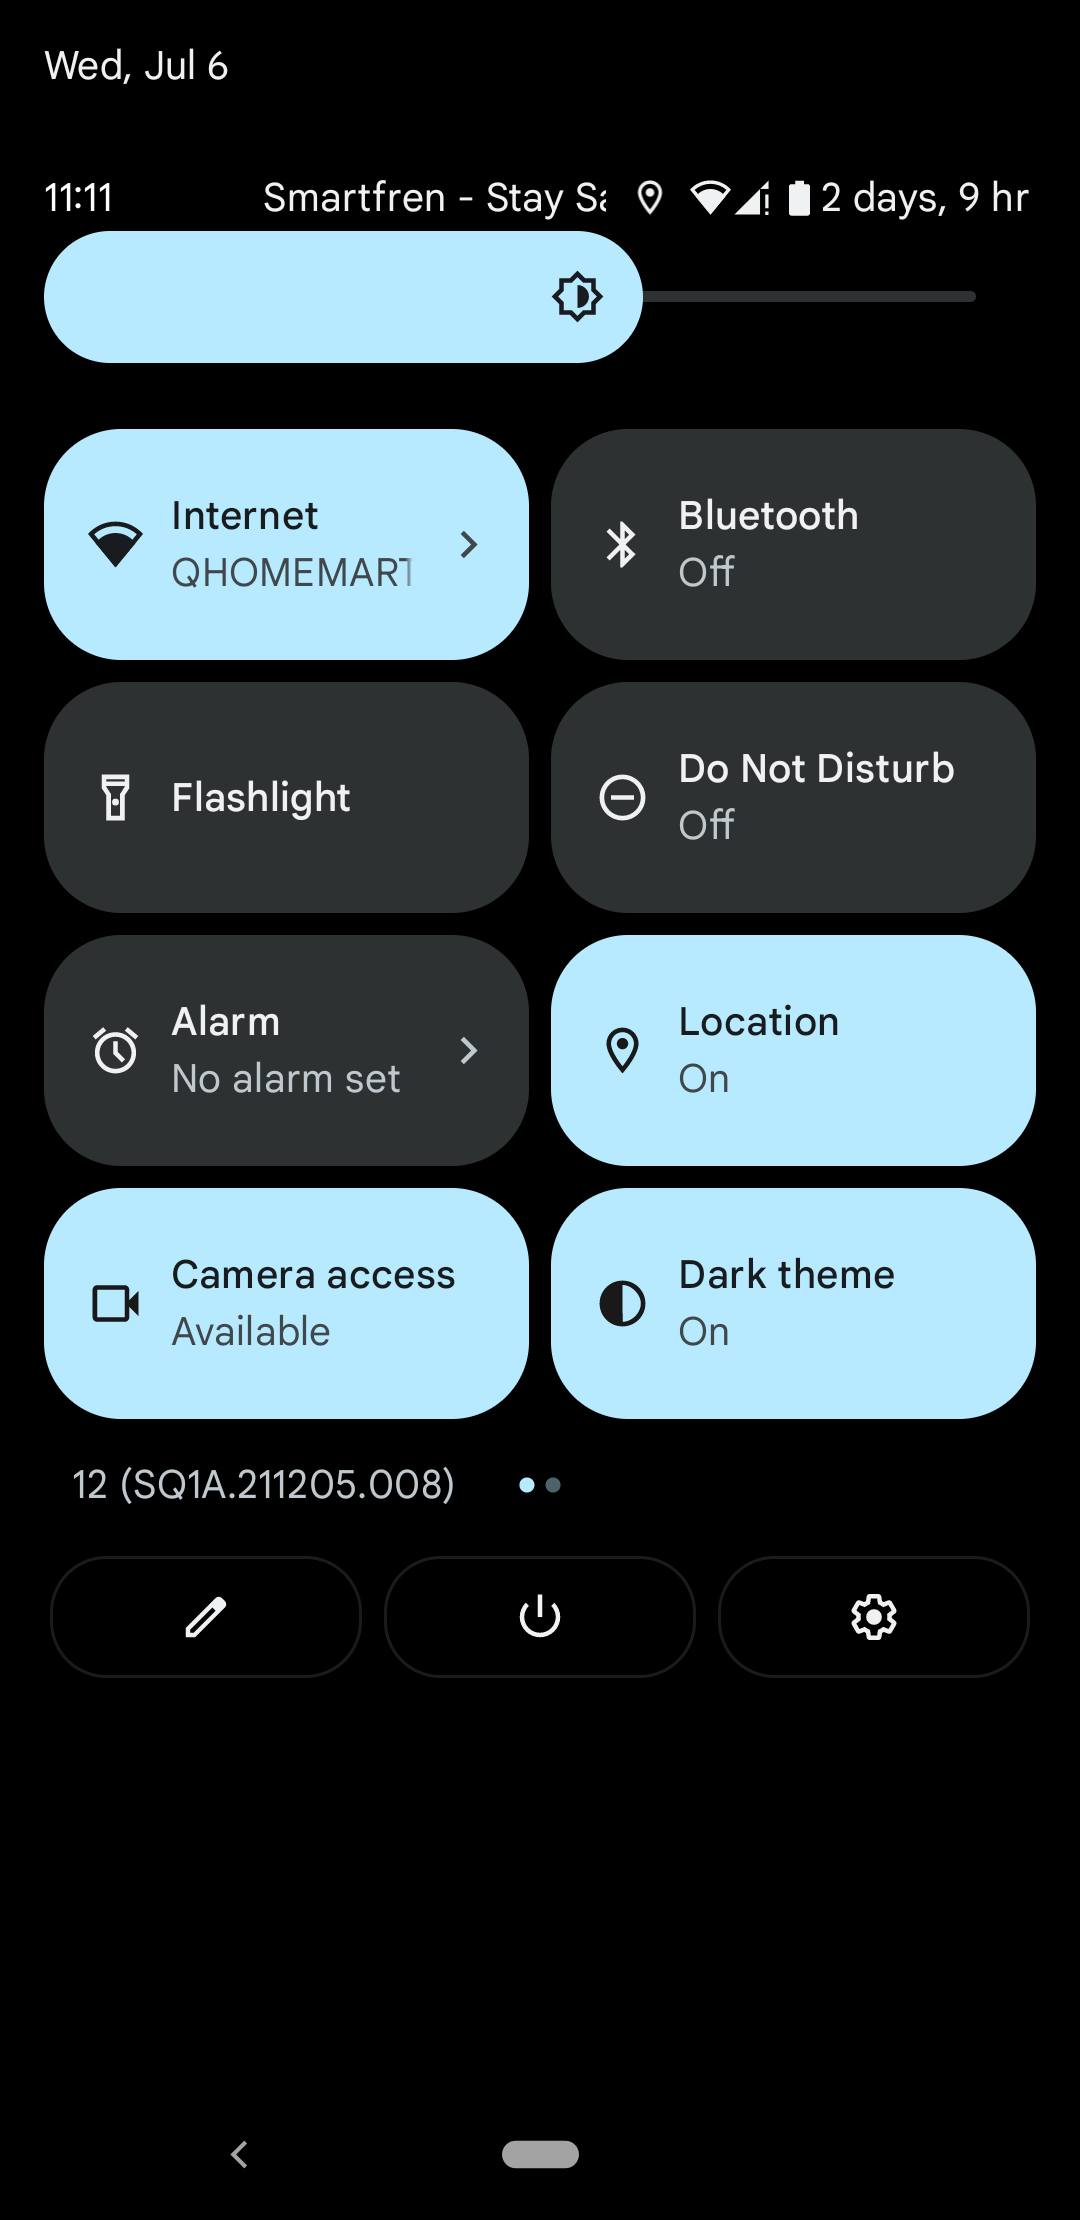 Wed, Jul 6
11:11 Smartfren - Stay 2 days, 9 hr
Internet
QHOMEMART
Bluetooth
Off
Flashlight
Do Not Disturb
Off
Alarm
No alarm set
Location
On
Camera access
Available
Dark theme
On
12 (SQ1A.211205.008)